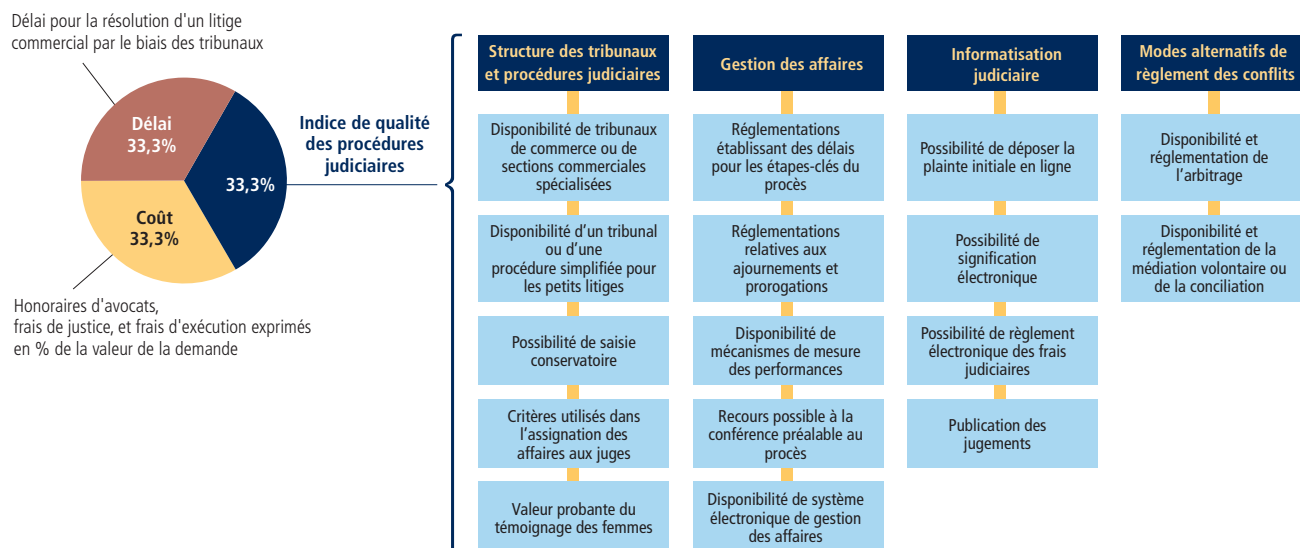 Délai pour la résolution d'un litige
commercial par le biais des tribunaux
Délai
33,3%
33,3%
Coût
33,3%
Honoraires d'avocats,
frais de justice, et frais d'exécution exprimés
en % de la valeur de la demande
Indice de qualité
des procédures
judiciaires
Structure des tribunaux
et procédures judiciaires
Disponibilité de tribunaux
de commerce ou de
sections commerciales
spécialisées
Disponibilité d’un tribunal
ou d’une
procédure simplifiée pour
les petits litiges
Possibilité de saisie
conservatoire
Critères utilisés dans
l’assignation des
affaires aux juges
Valeur probante du
témoignage des femmes
Gestion des affaires
Réglementations
établissant des délais
pour les étapes-clés du
procès
Réglementations
relatives aux
ajournements et
prorogations
Disponibilité de
mécanismes de mesure
des performances
Recours possible à la
conférence préalable au
procès
Disponibilité de système
électronique de gestion
des affaires
Informatisation
judiciaire
Possibilité de déposer la
plainte initiale en ligne
Possibilité de
signification
électronique
Possibilité de règlement
électronique des frais
judiciaires
Publication des
jugements
Modes alternatifs de
règlement des conflits
Disponibilité et
réglementation de
l’arbitrage
Disponibilité et
réglementation de la
médiation volontaire ou
de la conciliation